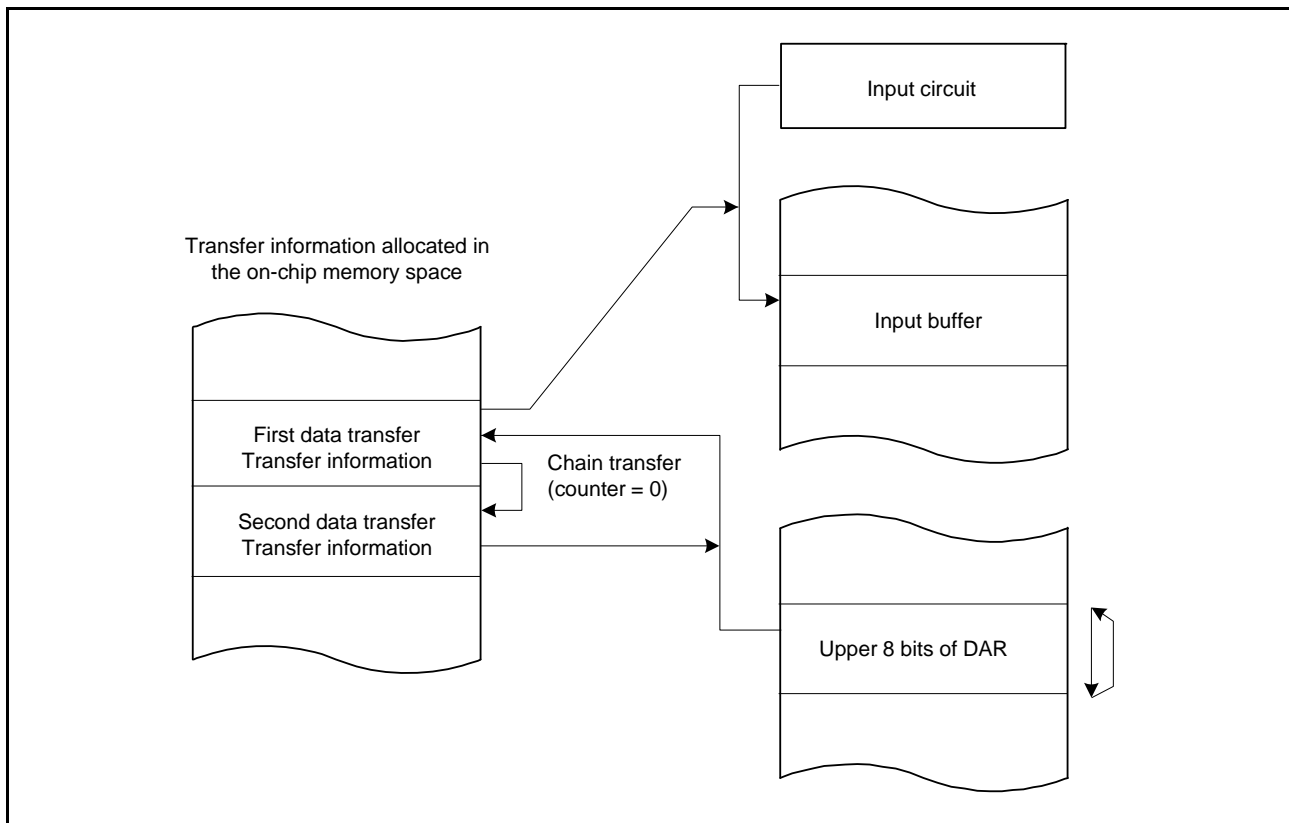 Input circuit
Transfer information allocated in
the on-chip memory space
Input buffer
First data transfer
Transfer information
Chain transfer
(counter = 0)
Second data transfer
Transfer information
Upper 8 bits of DAR